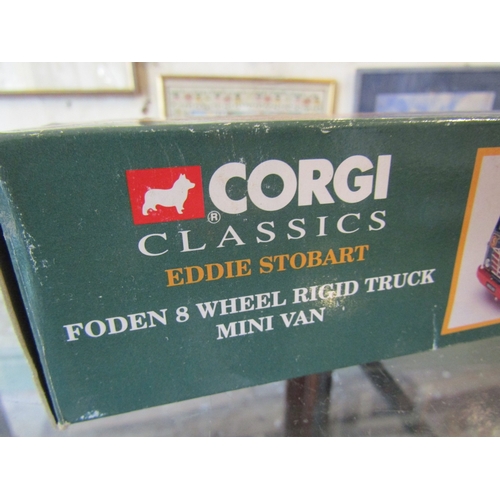 ® CORGI
CLASSICS
EDDIE STOBART
FODEN 8 WHEEL RIGID TRUCK
MINI VAN